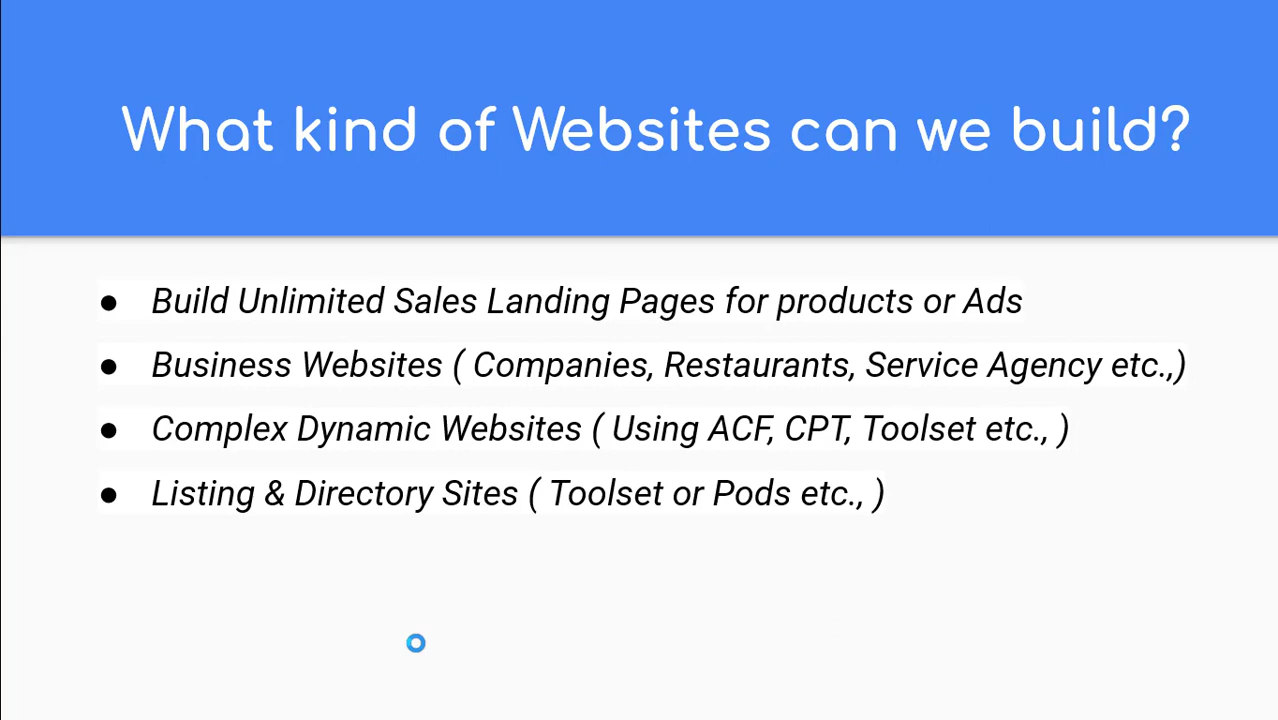 What kind of Websites can we build?
● Build Unlimited Sales Landing Pages for products or Ads
● Business Websites ( Companies, Restaurants, Service Agency etc.,)
● Complex Dynamic Websites ( Using ACF, CPT, Toolset etc., )
● Listing & Directory Sites ( Toolset or Pods etc., )